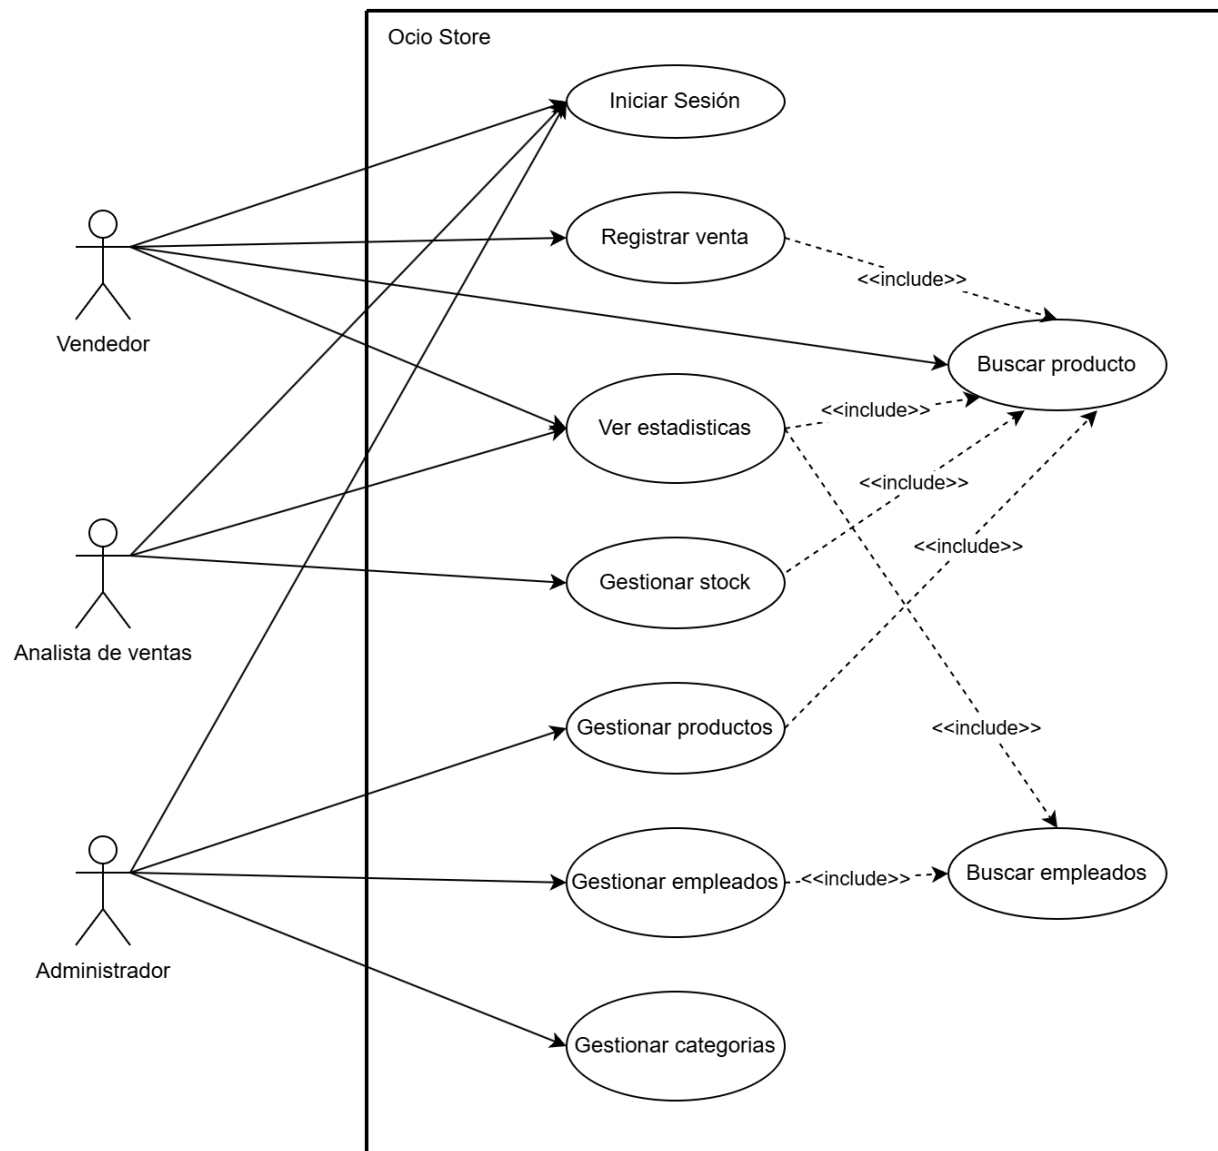 Ocio Store
Iniciar Sesión
Registrar venta
<<include>>
Vendedor
Buscar producto
<<include>>
Ver estadisticas
<<include>>
<<include>>
Gestionar stock
Analista de ventas
Gestionar productos
<<include>>
Gestionar empleados
<<include>>
Buscar empleados
Administrador
Gestionar categorias